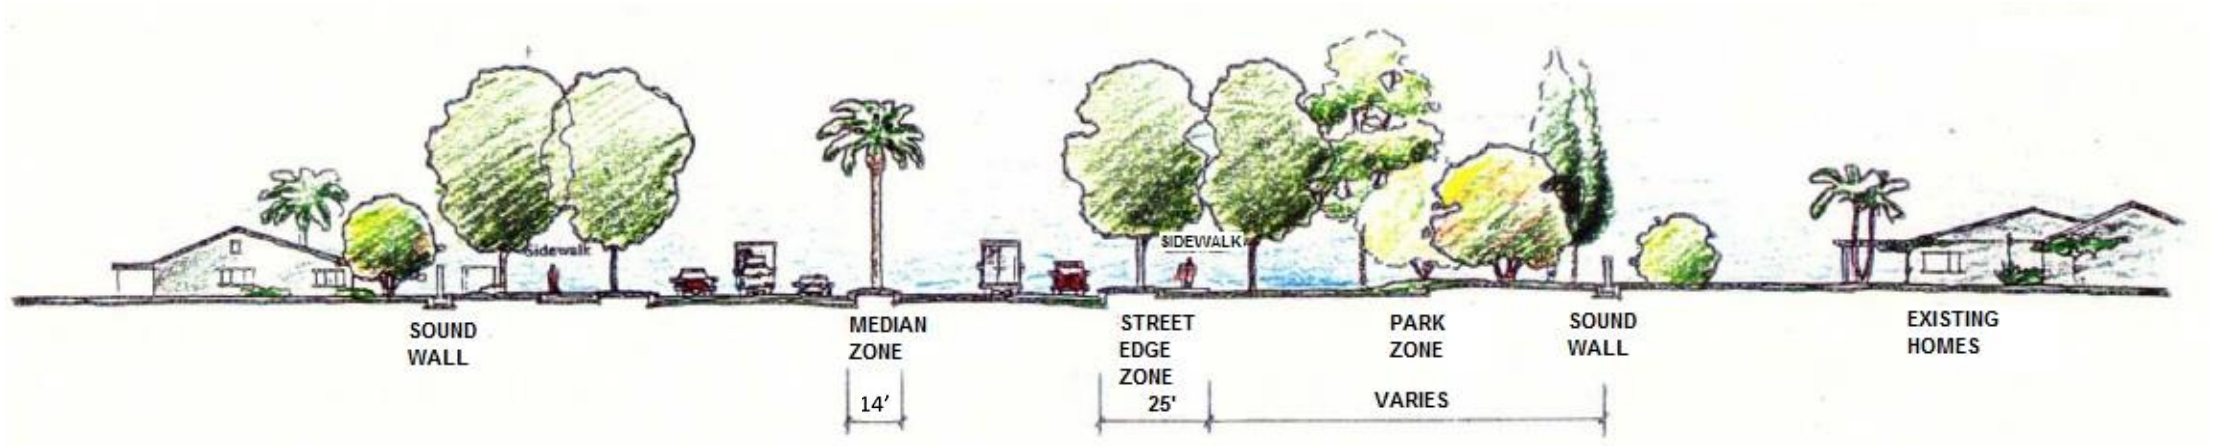 Sidewalk
SIDEWALK
SOUND
WALL
MEDIAN
ZONE
14’
STREET
EDGE
ZONE
25'
PARK
ZONE
VARIES
SOUND
WALL
EXISTING
HOMES